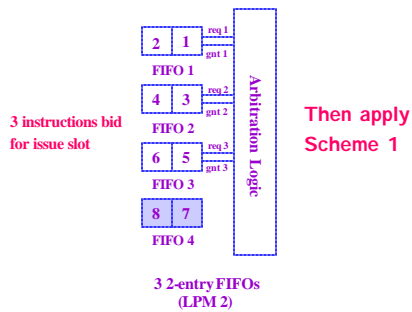 2 1
req 1
gnt 1
FIFO 1
4 3
req 2
gnt 2
FIFO 2
6 5
req 3
gnt 3
FIFO 3
8 7
FIFO 4
Arbitration Logic
3 instructions bid
for issue slot
Then apply
Scheme 1
3 2-entry FIFOs
(LPM 2)